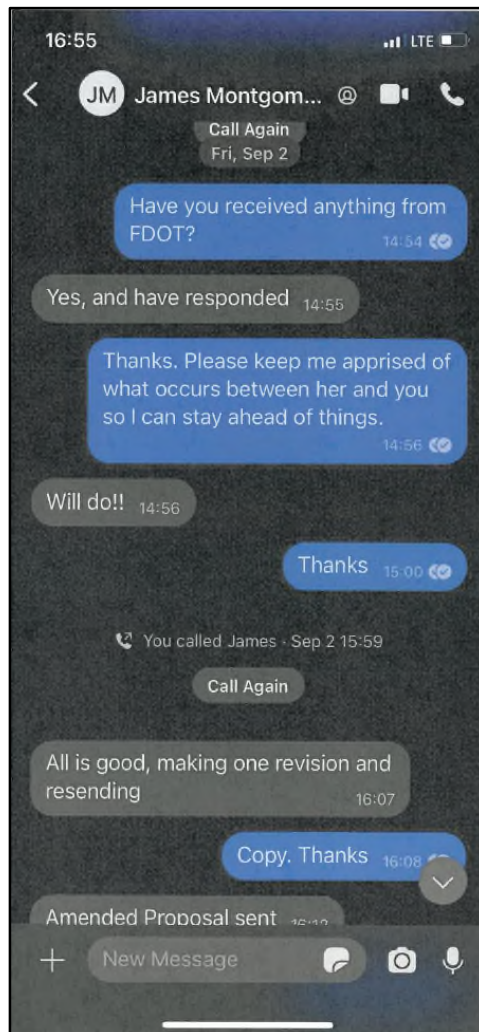 16:55
LTE
JM James Montgom...
Call Again
Fri, Sep 2
Have you received anything from
FDOT?
14:54
Yes, and have responded 14:55
Thanks. Please keep me apprised of
what occurs between her and you
so I can stay ahead of things.
14:56
Will do!! 14:56
Thanks 15:00
You called James · Sep 2 15:59
Call Again
All is good, making one revision and
resending
16:07
Copy. Thanks 16:08
Amended Proposal sent
New Message